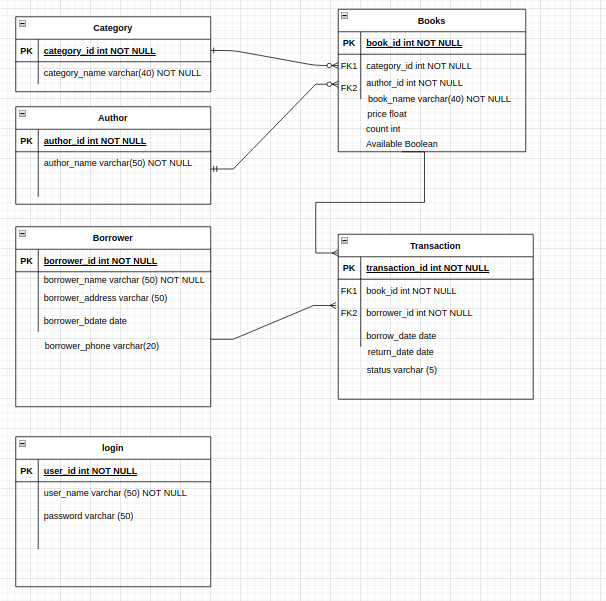 Category
PK category_id int NOT NULL
category_name varchar(40) NOT NULL
Author
PK author_id int NOT NULL
author_name varchar(50) NOT NULL
Borrower
PK borrower_id int NOT NULL
borrower_name varchar (50) NOT NULL
borrower_address varchar (50)
borrower_bdate date
borrower_phone varchar(20)
login
PK user_id int NOT NULL
user_name varchar (50) NOT NULL
password varchar (50)
Books
PK book_id int NOT NULL
FK1 category_id int NOT NULL
FK2 author_id int NOT NULL
book_name varchar(40) NOT NULL
price float
count int
Available Boolean
Transaction
PK transaction_id int NOT NULL
FK1 book_id int NOT NULL
FK2 borrower_id int NOT NULL
borrow_date date
return_date date
status varchar (5)